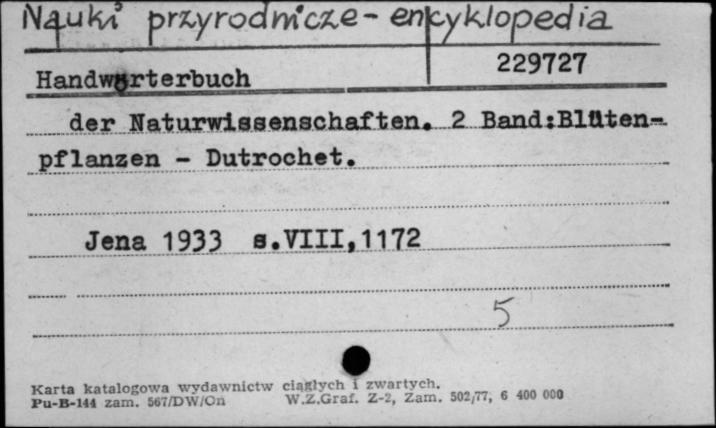 Nauki przyrodnicze - encyklopedia
229727
Handwörterbuch
der Naturwissenschaften. 2 Band:Blüten-
pflanzen - Dutrochet.
Jena 1933 s.VIII,1172
5
Karta katalogowa wydawnictw ciągłych i zwartych.
Pu-B-144 zam. 567/DW/On W.Z.Graf. Z-2, Zam. 502/77, 6 400 000